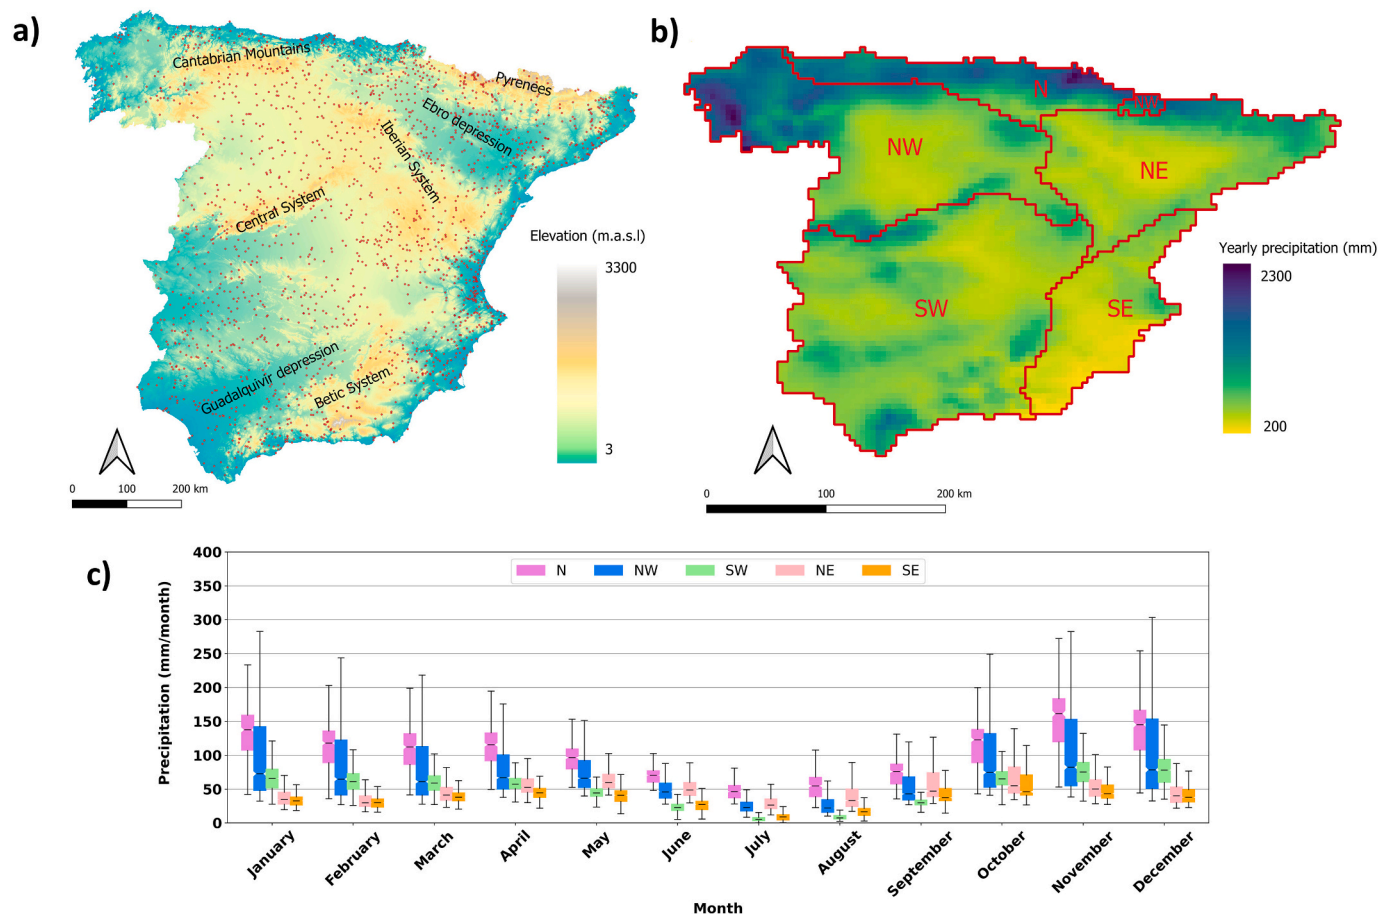 a)
Cantabrian Mountains
Pyrenees
Ebro depression
Iberian System
Central System
Guadalquivir depression
Betic System
Elevation (m.a.s.l)
3300
3
0 100 200 km
b)
N
NW
NW
NE
SW
SE
Yearly precipitation (mm)
2300
200
0 100 200 km
c)
N NW SW NE SE
Precipitation (mm/month)
400
350
300
250
200
150
100
50
0
January February March April May June July August September October November December
Month